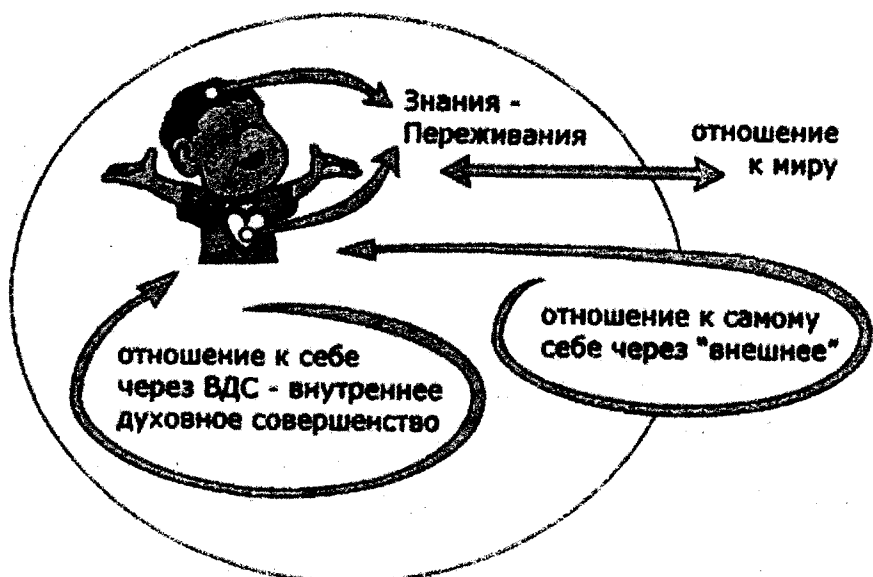 Знания -
Переживания
отношение
к миру
отношение к самому
себе через "внешнее"
отношение к себе
через ВДС - внутреннее
духовное совершенство